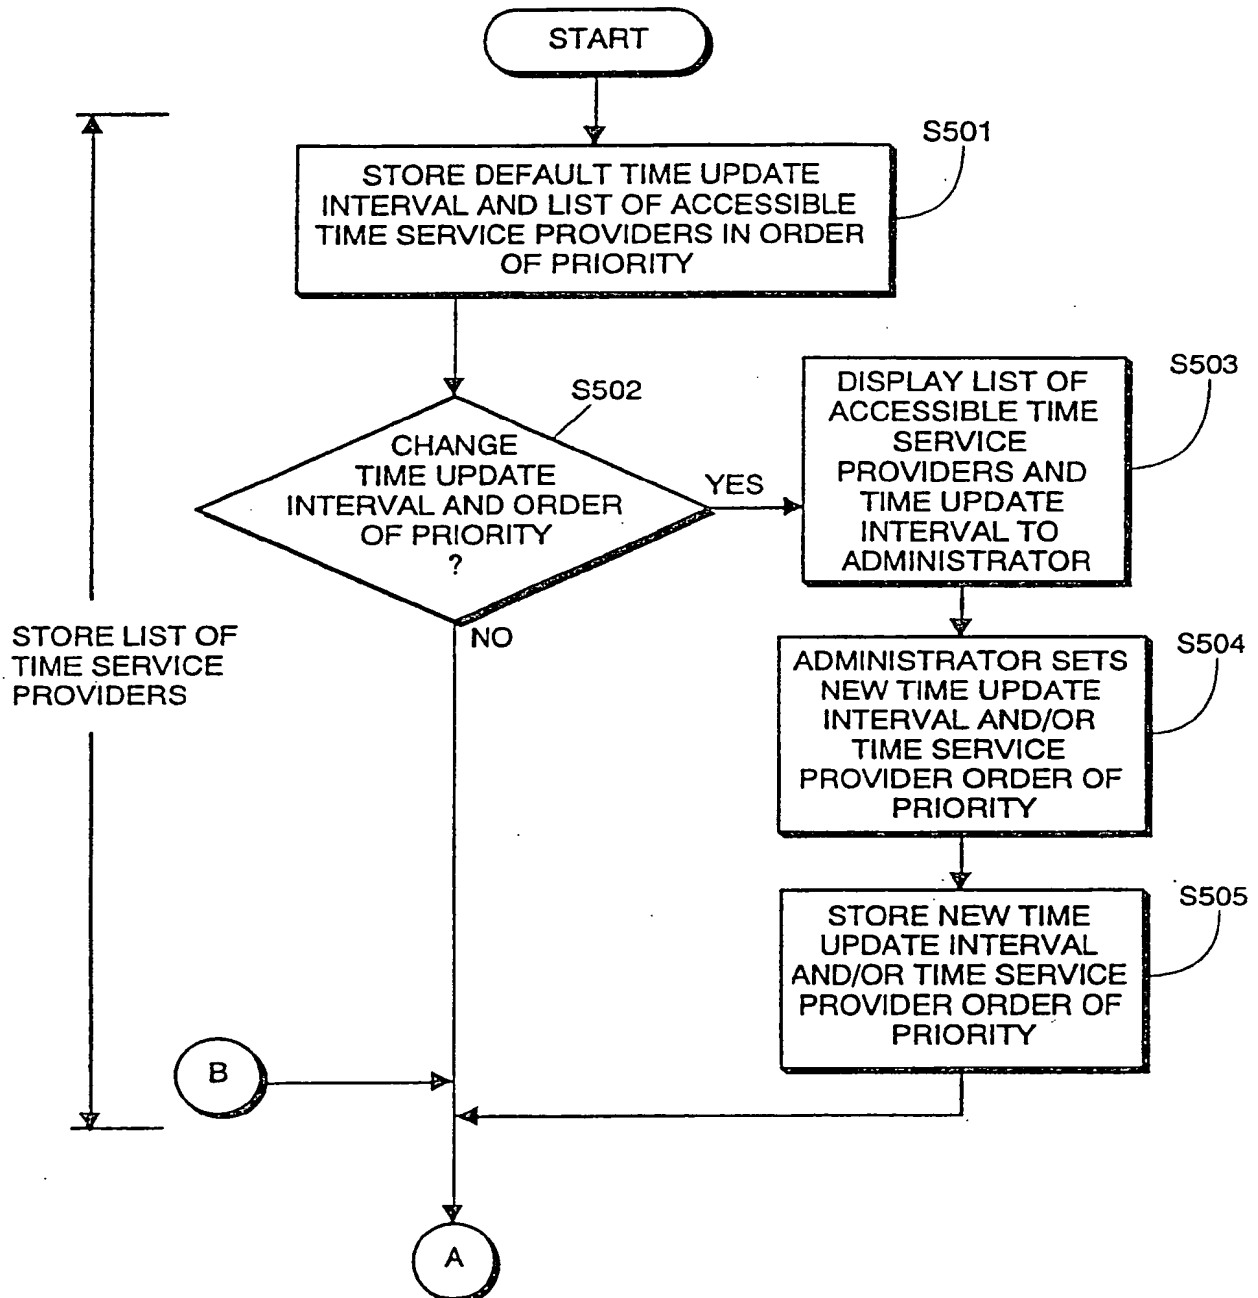 START
S501
STORE DEFAULT TIME UPDATE
INTERVAL AND LIST OF ACCESSIBLE
TIME SERVICE PROVIDERS IN ORDER
OF PRIORITY
S502
CHANGE
TIME UPDATE
INTERVAL AND ORDER
OF PRIORITY
?
YES
NO
S503
DISPLAY LIST OF
ACCESSIBLE TIME
SERVICE
PROVIDERS AND
TIME UPDATE
INTERVAL TO
ADMINISTRATOR
STORE LIST OF
TIME SERVICE
PROVIDERS
S504
ADMINISTRATOR SETS
NEW TIME UPDATE
INTERVAL AND/OR
TIME SERVICE
PROVIDER ORDER OF
PRIORITY
S505
STORE NEW TIME
UPDATE INTERVAL
AND/OR TIME SERVICE
PROVIDER ORDER OF
PRIORITY
B
A